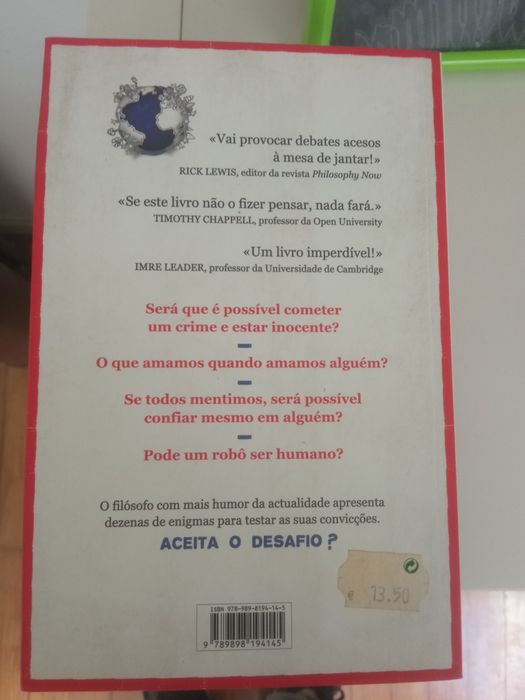 «Vai provocar debates acesos
à mesa de jantar!»
RICK LEWIS, editor da revista Philosophy Now
«Se este livro não o fizer pensar, nada fará.»
TIMOTHY CHAPPELL, professor da Open University
«Um livro imperdível!»
IMRE LEADER, professor da Universidade de Cambridge
Será que é possível cometer
um crime e estar inocente?
O que amamos quando amamos alguém?
Se todos mentimos, será possível
confiar mesmo em alguém?
Pode um robô ser humano?
O filósofo com mais humor da actualidade apresenta
dezenas de enigmas para testar as suas convicções.
ACEITA O DESAFIO?
€ 13.50
ISBN 978-989-8194-14-5
9 789898 194145